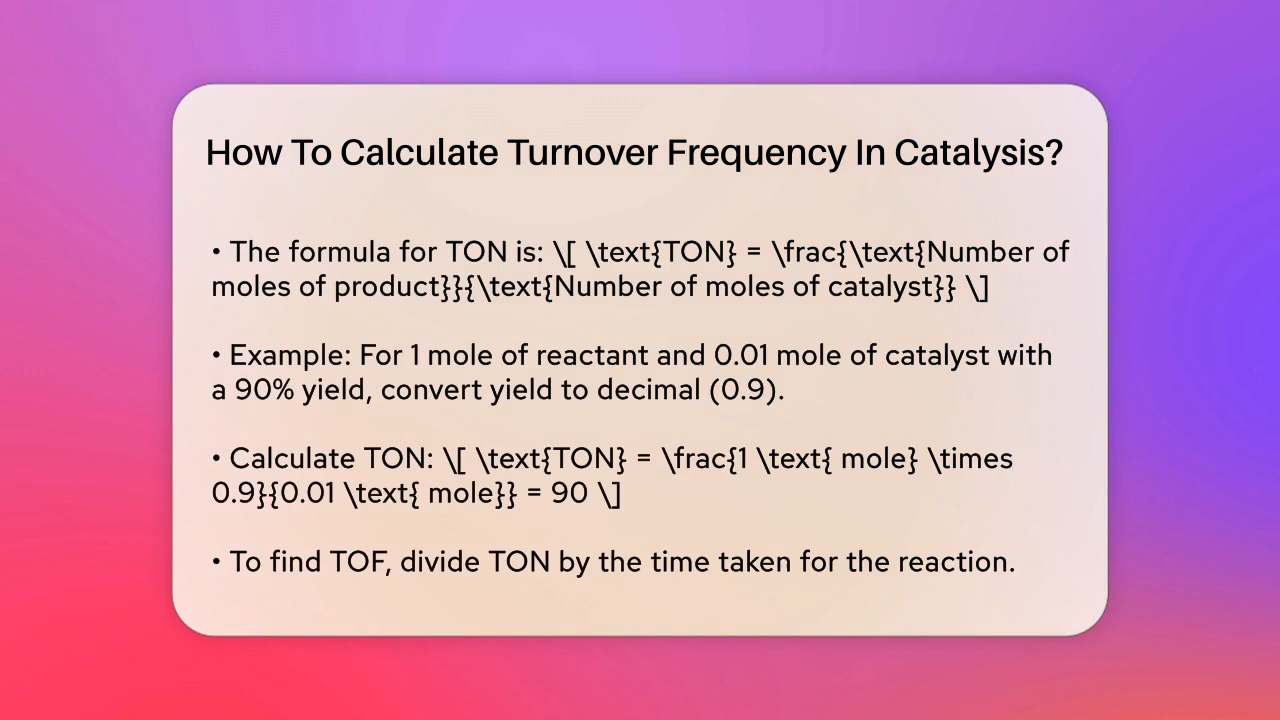 How To Calculate Turnover Frequency In Catalysis?
• The formula for TON is: \[ \text{TON} = \frac{\text{Number of
moles of product}}{\text{Number of moles of catalyst}} \]
• Example: For 1 mole of reactant and 0.01 mole of catalyst with
a 90% yield, convert yield to decimal (0.9).
• Calculate TON: \[ \text{TON} = \frac{1 \text{ mole} \times
0.9}{0.01 \text{ mole}} = 90 \]
• To find TOF, divide TON by the time taken for the reaction.